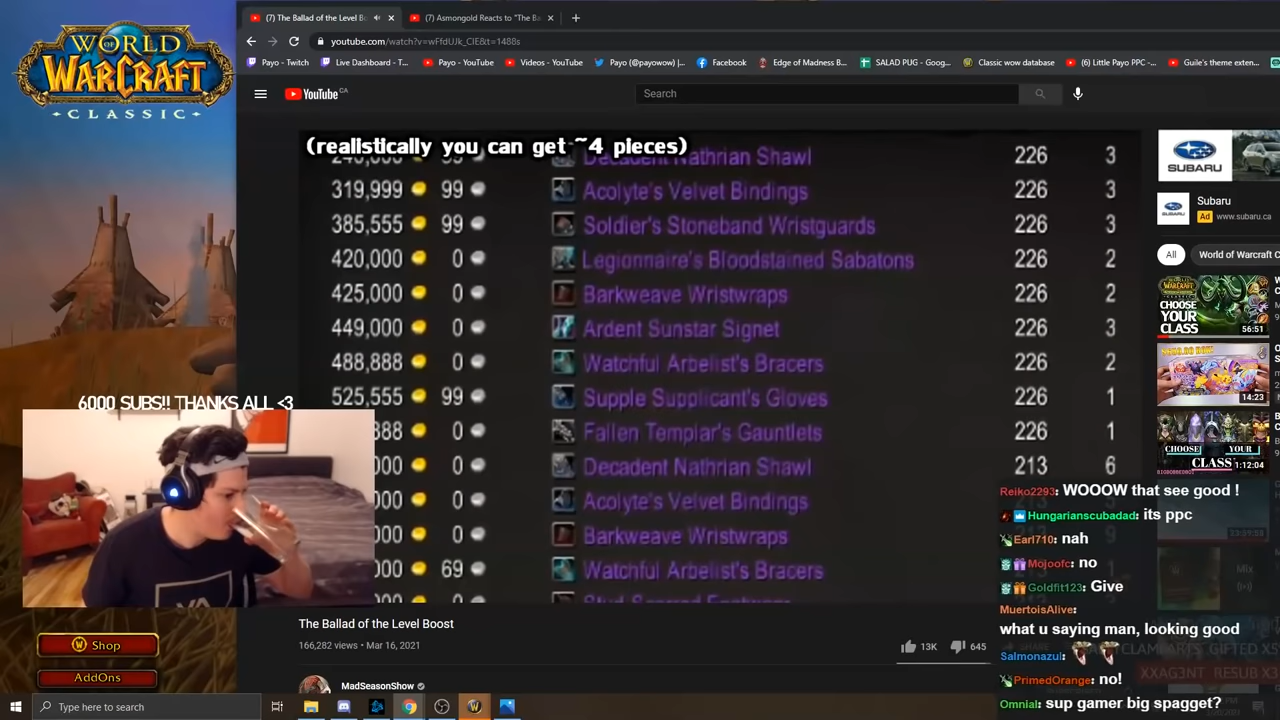 WORLD
OF
WARCRAFT
CLASSIC
(7) The Ballad of the Level B
(7) Asmongold Reacts to "The Ba
youtube.com/watch?v=wFfdUJk_CIE&t=1488s
Payo - Twitch
Live Dashboard - T...
Payo - YouTube
Videos - YouTube
Payo (@payowow) |...
Facebook
Edge of Madness B...
SALAD PUG - Goog...
Classic wow database
(6) Little Payo PPC -...
Guile's theme exten...
YouTube CA
Search
(realistically you can get ~4 pieces)
Decadent Nathrian Shawl 226 3
319,999 99 Acolyte's Velvet Bindings 226 3
385,555 99 Soldier's Stoneband Wristguards 226 3
420,000 0 Legionnaire's Bloodstained Sabatons 226 2
425,000 0 Barkweave Wristwraps 226 2
449,000 0 Ardent Sunstar Signet 226 3
488,888 0 Watchful Arbelist's Bracers 226 2
525,555 99 Supple Supplicant's Gloves 226 1
888 0 Fallen Templar's Gauntlets 226 1
000 0 Decadent Nathrian Shawl 213 6
000 0 Acolyte's Velvet Bindings
000 0 Barkweave Wristwraps
000 69 Watchful Arbelist's Bracers
SUBARU
Subaru
Ad www.subaru.ca
All
World of Warcraft C
CHOOSE
YOUR
CLASS
56:51
14:23
CHOOSE YOUR
CLASS
1:12:04
6000 SUBS!! THANKS ALL <3
Reiko2293: WOOOW that see good !
Hungarianscubadad: its ppc
Earl710: nah
Mojoofc: no
Goldfit123: Give
MuertoisAlive:
what u saying man, looking good
Salmonazul:
PrimedOrange: no!
Omnial: sup gamer big spagget?
Mix
GIFTED X5
XXAG3NT RESUB X3
The Ballad of the Level Boost
166,282 views • Mar 16, 2021
13K
645
MadSeasonShow
Shop
AddOns
Type here to search